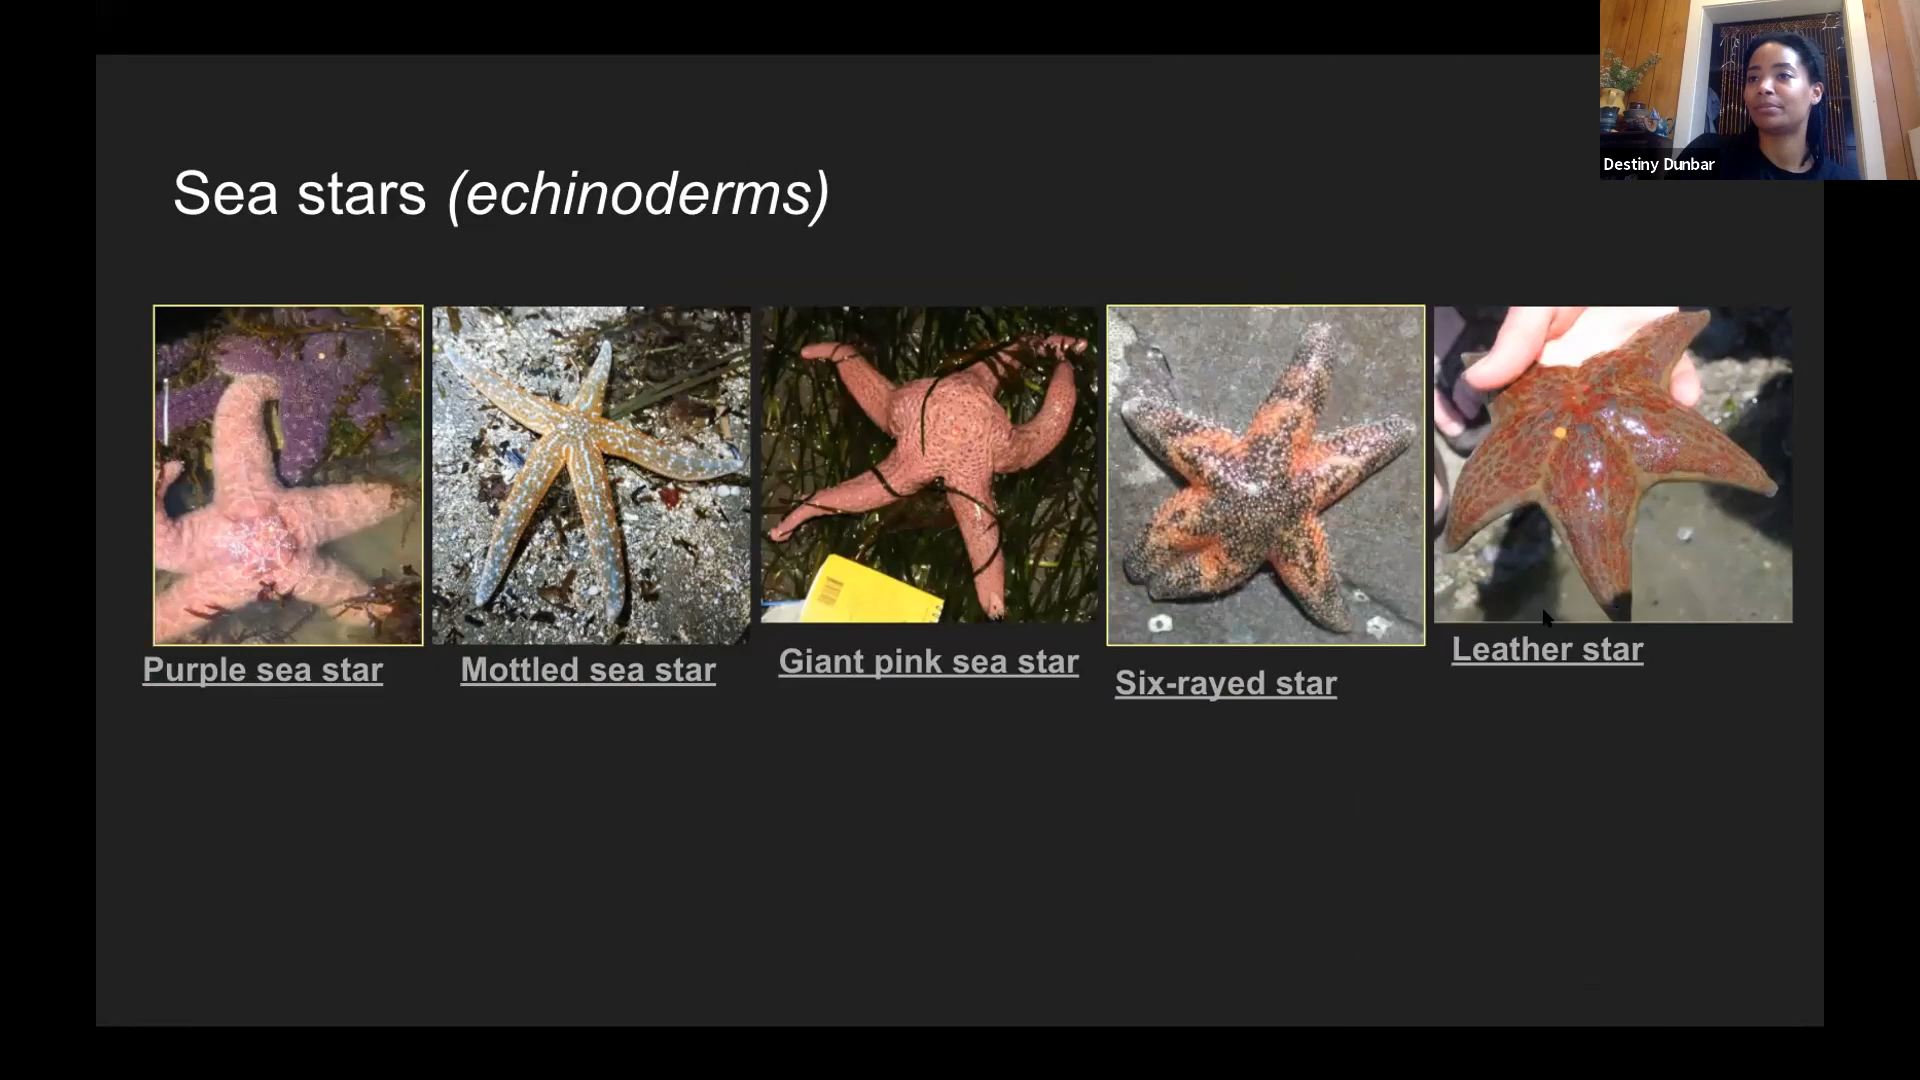 Destiny Dunbar
Sea stars (echinoderms)
Purple sea star
Mottled sea star
Giant pink sea star
Six-rayed star
Leather star